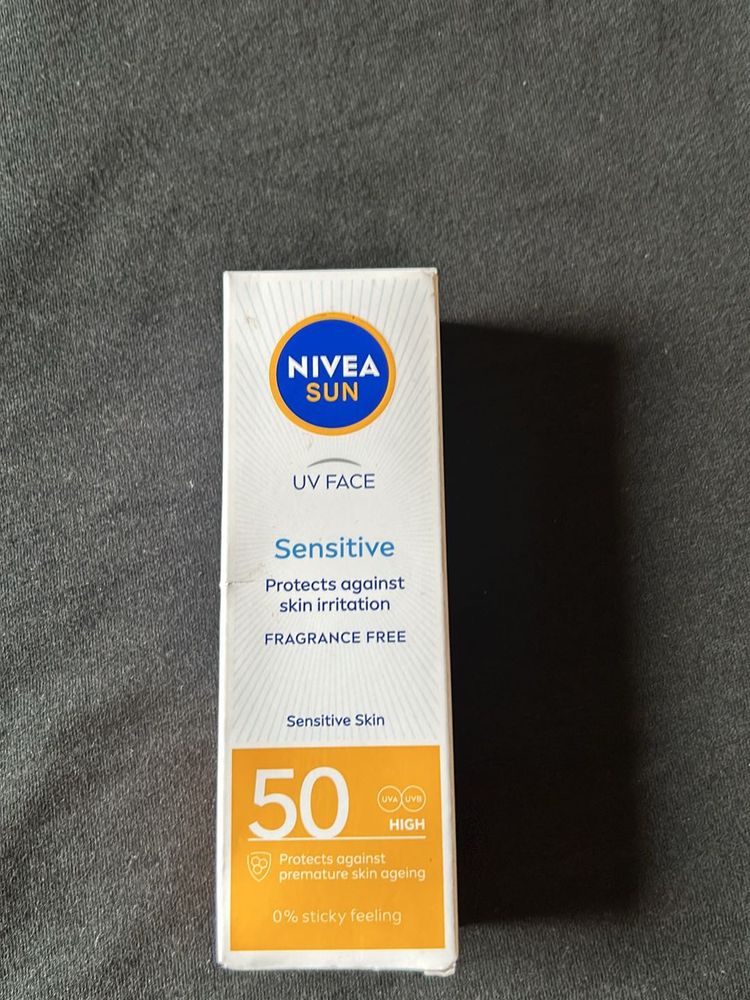 NIVEA
SUN
UV FACE
Sensitive
Protects against
skin irritation
FRAGRANCE FREE
Sensitive Skin
50
UVA UVB
HIGH
Protects against
premature skin ageing
0% sticky feeling